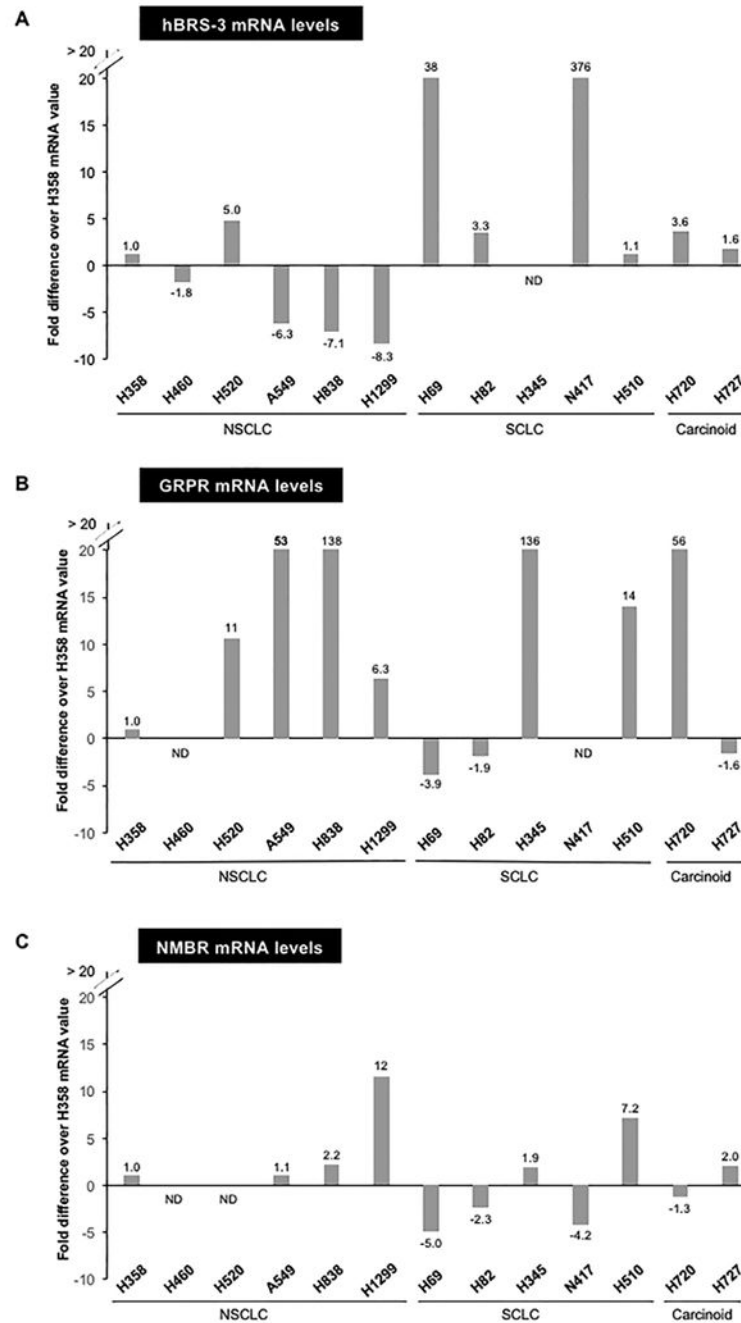 A
hBRS-3 mRNA levels
Fold difference over H358 mRNA value
> 20
20
15
10
5
0
-5
-10
1.0
-1.8
5.0
-6.3
-7.1
-8.3
38
3.3
ND
376
1.1
3.6
1.6
H358 H460 H520 A549 H838 H1299 H69 H82 H345 N417 H510 H720 H727
NSCLC SCLC Carcinoid
B
GRPR mRNA levels
Fold difference over H358 mRNA value
> 20
20
15
10
5
0
-5
-10
1.0
ND
11
53
138
6.3
-3.9
-1.9
136
ND
14
56
-1.6
H358 H460 H520 A549 H838 H1299 H69 H82 H345 N417 H510 H720 H727
NSCLC SCLC Carcinoid
C
NMBR mRNA levels
Fold difference over H358 mRNA value
> 20
20
15
10
5
0
-5
-10
1.0
ND
ND
1.1
2.2
12
-5.0
-2.3
1.9
-4.2
7.2
-1.3
2.0
H358 H460 H520 A549 H838 H1299 H69 H82 H345 N417 H510 H720 H727
NSCLC SCLC Carcinoid